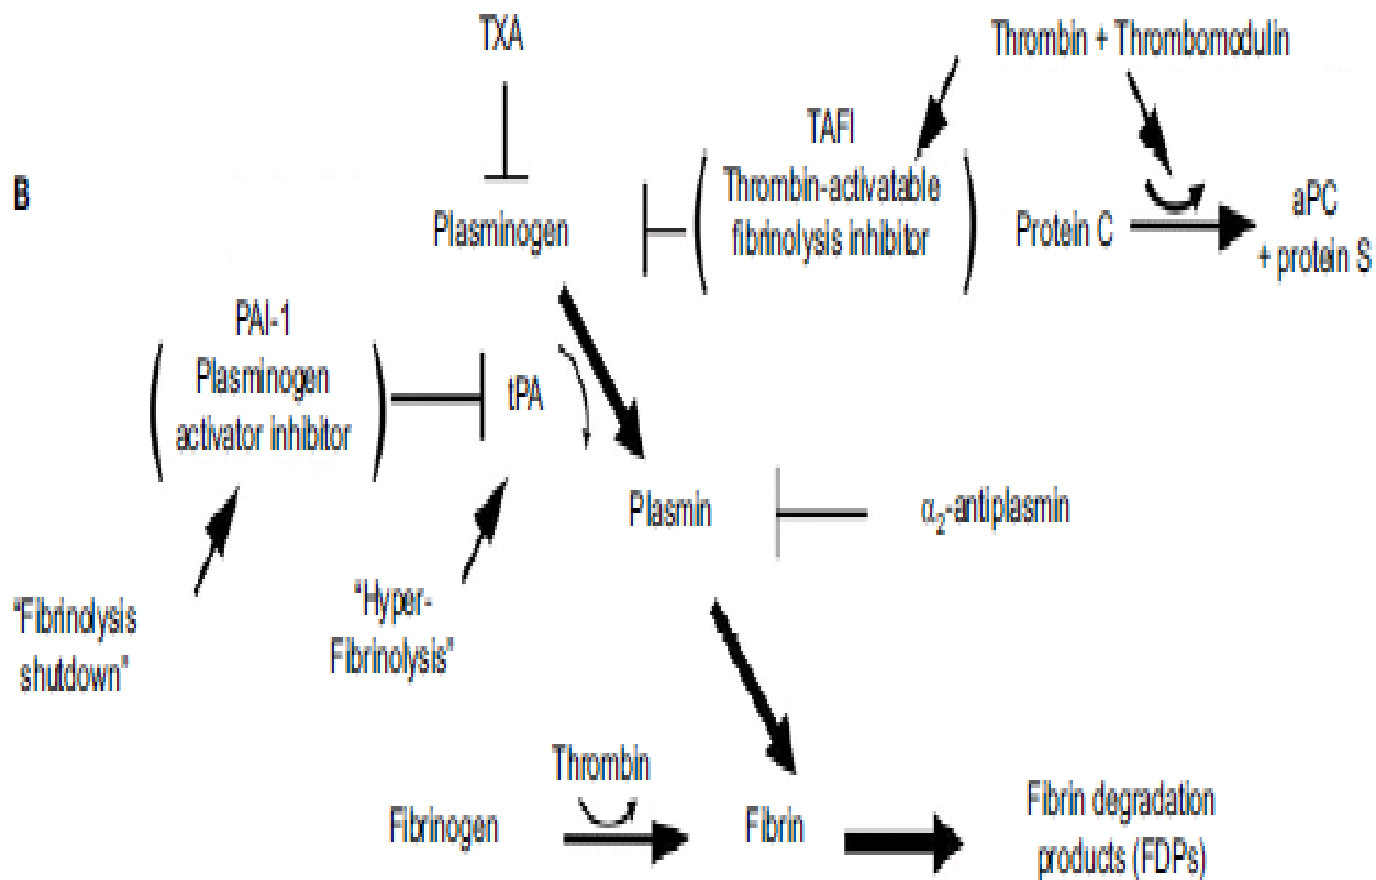 TXA
Thrombin + Thrombomodulin
TAFI
Thrombin-activatable
fibrinolysis inhibitor
B
Plasminogen
Protein C
aPC
+ protein S
PAI-1
Plasminogen
activator inhibitor
tPA
Plasmin
α₂-antiplasmin
"Fibrinolysis
shutdown"
"Hyper-
Fibrinolysis"
Thrombin
Fibrinogen
Fibrin
Fibrin degradation
products (FDPs)